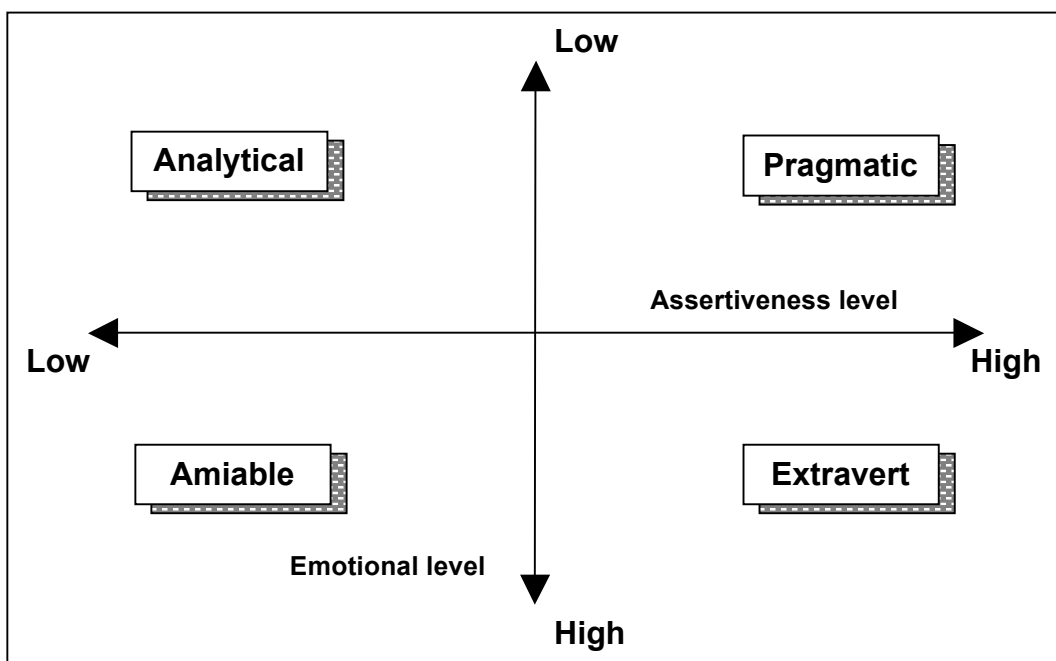 Low
Analytical
Pragmatic
Assertiveness level
Low
High
Amiable
Extravert
Emotional level
High